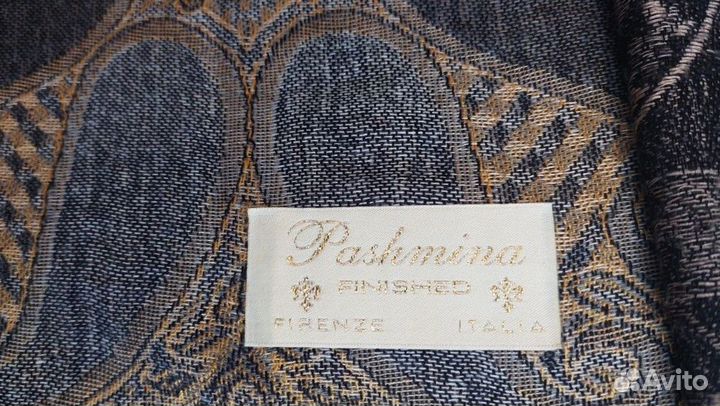 Pashmina
FINISHED
FIRENZE ITALIA
Avito